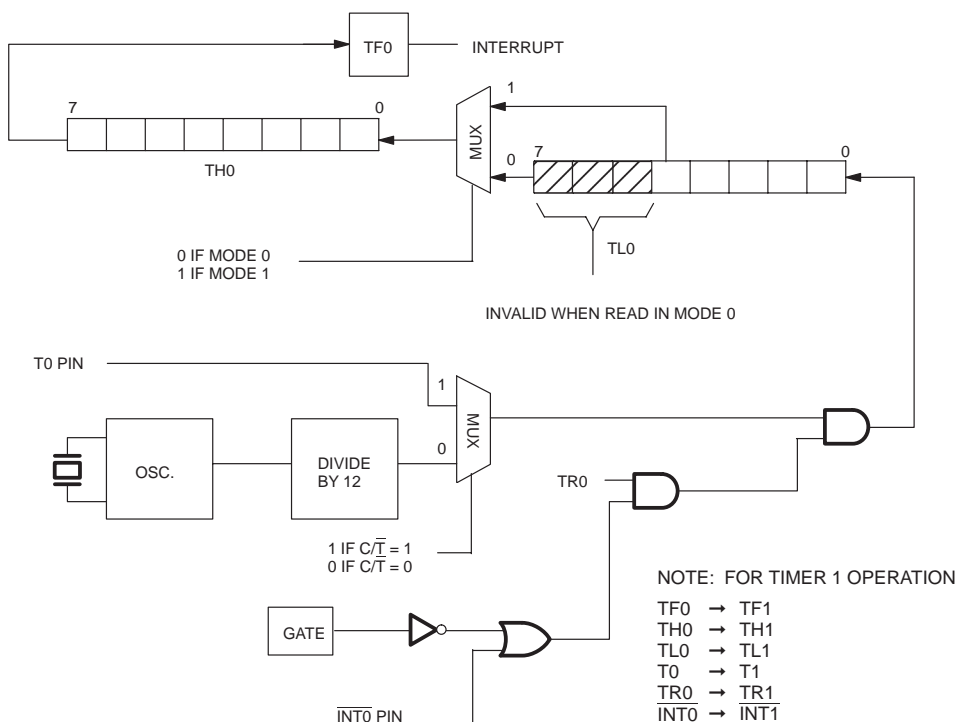 TF0
INTERRUPT
7
0
TH0
MUX
1
0
7
0
TL0
0 IF MODE 0
1 IF MODE 1
INVALID WHEN READ IN MODE 0
T0 PIN
1
0
MUX
OSC.
DIVIDE
BY 12
TR0
1 IF C/T̅ = 1
0 IF C/T̅ = 0
GATE
I̅N̅T̅0̅ PIN
NOTE: FOR TIMER 1 OPERATION
TF0 → TF1
TH0 → TH1
TL0 → TL1
T0 → T1
TR0 → TR1
I̅N̅T̅0̅ → I̅N̅T̅1̅